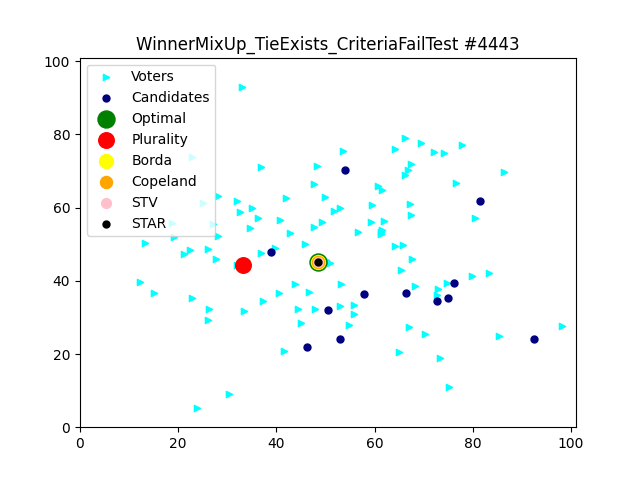 WinnerMixUp_TieExists_CriteriaFailTest #4443
100
80
60
40
20
0
Voters
Candidates
Optimal
Plurality
Borda
Copeland
STV
STAR
0 20 40 60 80 100